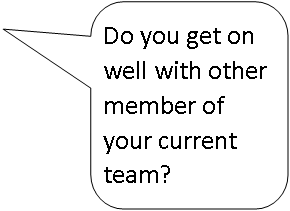 Do you get on
well with other
member of
your current
team?